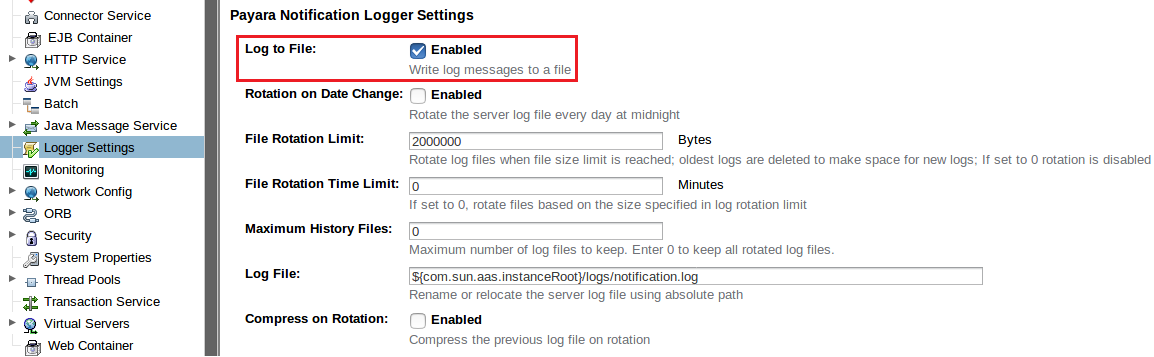 Connector Service
EJB Container
HTTP Service
JVM Settings
Batch
Java Message Service
Logger Settings
Monitoring
Network Config
ORB
Security
System Properties
Thread Pools
Transaction Service
Virtual Servers
Web Container
Payara Notification Logger Settings
Log to File: Enabled
Write log messages to a file
Rotation on Date Change: Enabled
Rotate the server log file every day at midnight
File Rotation Limit: 2000000 Bytes
Rotate log files when file size limit is reached; oldest logs are deleted to make space for new logs; If set to 0 rotation is disabled
File Rotation Time Limit: 0 Minutes
If set to 0, rotate files based on the size specified in log rotation limit
Maximum History Files: 0
Maximum number of log files to keep. Enter 0 to keep all rotated log files.
Log File: ${com.sun.aas.instanceRoot}/logs/notification.log
Rename or relocate the server log file using absolute path
Compress on Rotation: Enabled
Compress the previous log file on rotation